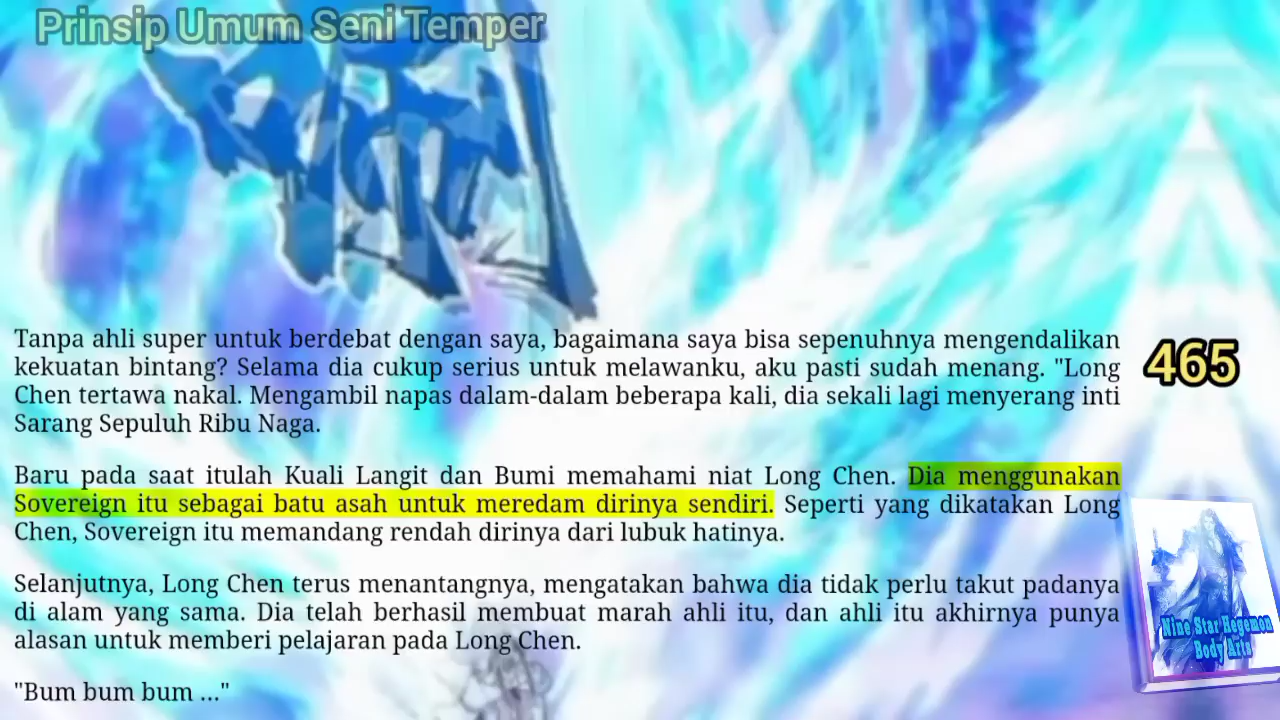 Prinsip Umum Seni Temper
Tanpa ahli super untuk berdebat dengan saya, bagaimana saya bisa sepenuhnya mengendalikan
kekuatan bintang? Selama dia cukup serius untuk melawanku, aku pasti sudah menang. "Long
Chen tertawa nakal. Mengambil napas dalam-dalam beberapa kali, dia sekali lagi menyerang inti
Sarang Sepuluh Ribu Naga.
465
Baru pada saat itulah Kuali Langit dan Bumi memahami niat Long Chen. Dia menggunakan
Sovereign itu sebagai batu asah untuk meredam dirinya sendiri. Seperti yang dikatakan Long
Chen, Sovereign itu memandang rendah dirinya dari lubuk hatinya.
Selanjutnya, Long Chen terus menantangnya, mengatakan bahwa dia tidak perlu takut padanya
di alam yang sama. Dia telah berhasil membuat marah ahli itu, dan ahli itu akhirnya punya
alasan untuk memberi pelajaran pada Long Chen.
"Bum bum bum ..."
Nine Star Hegemon
Body Arts